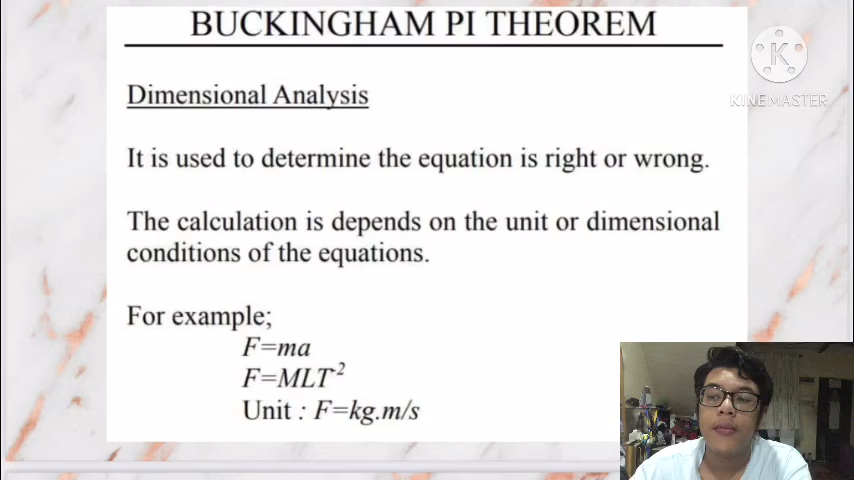 BUCKINGHAM PI THEOREM
K
KINEMASTER
Dimensional Analysis
It is used to determine the equation is right or wrong.
The calculation is depends on the unit or dimensional
conditions of the equations.
For example;
F=ma
F=MLT⁻²
Unit : F=kg.m/s